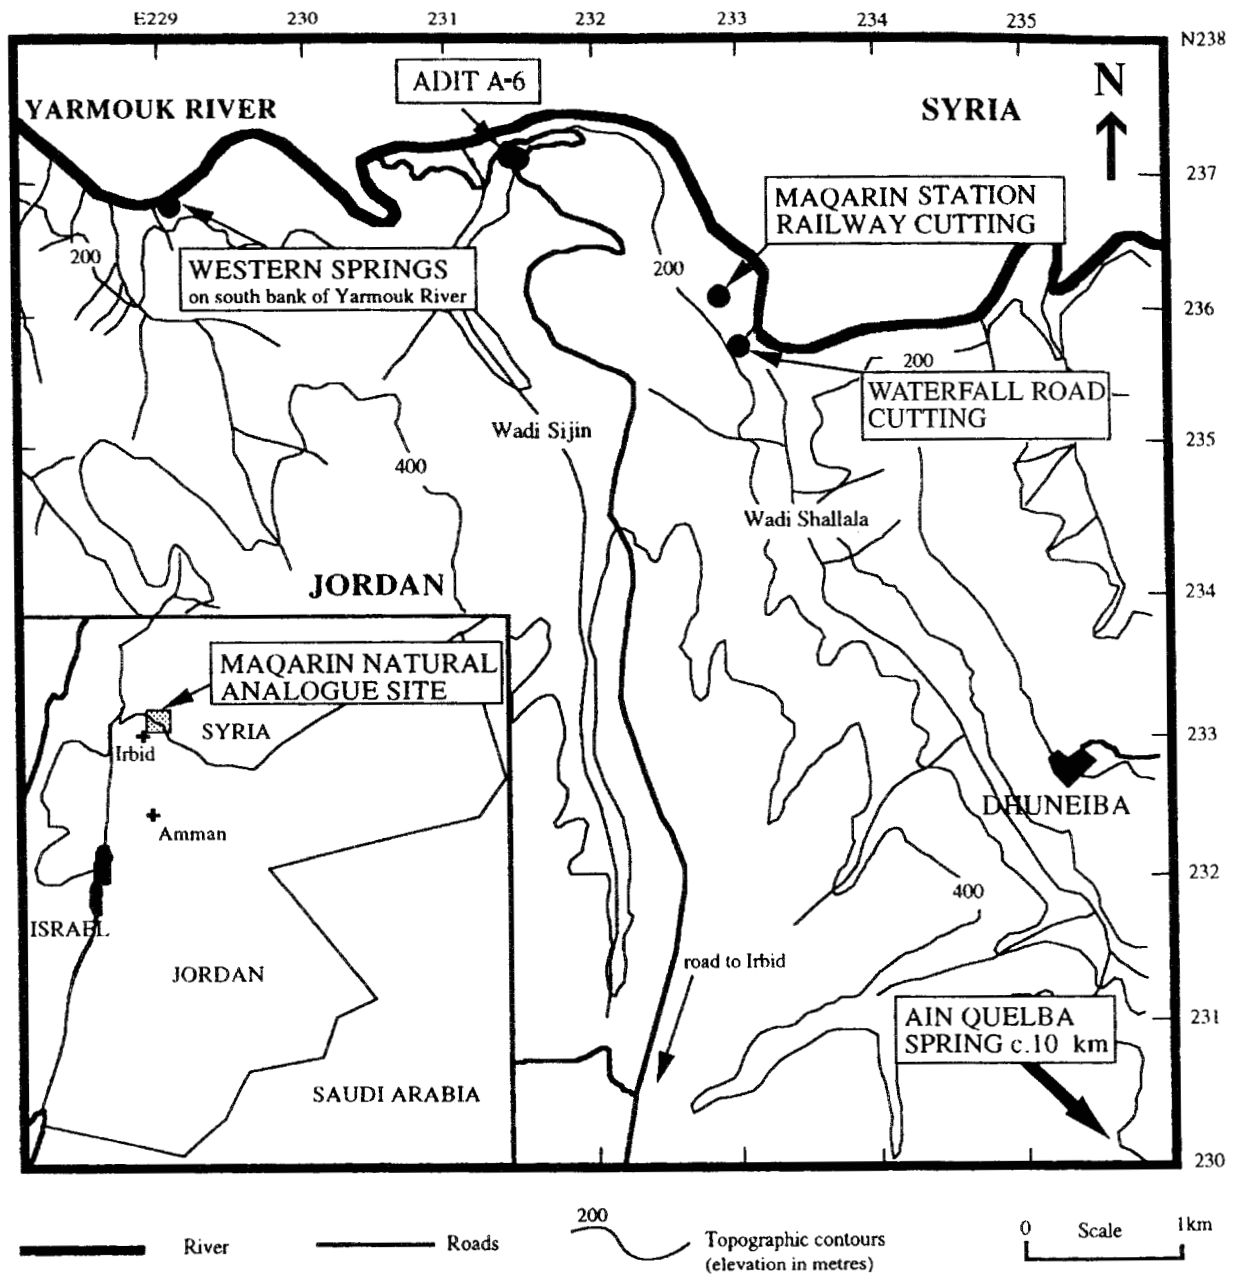 E229 230 231 232 233 234 235
N238
ADIT A-6
N
YARMOUK RIVER
SYRIA
237
MAQARIN STATION
RAILWAY CUTTING
200
WESTERN SPRINGS
on south bank of Yarmouk River
200
236
200
WATERFALL ROAD
CUTTING
Wadi Sijin
235
400
Wadi Shallala
JORDAN
234
MAQARIN NATURAL
ANALOGUE SITE
SYRIA
Irbid
233
DHUNEIBA
Amman
232
400
ISRAEL
road to Irbid
JORDAN
AIN QUELBA
SPRING c.10 km
231
SAUDI ARABIA
230
River
Roads
200
Topographic contours
(elevation in metres)
0 Scale 1km